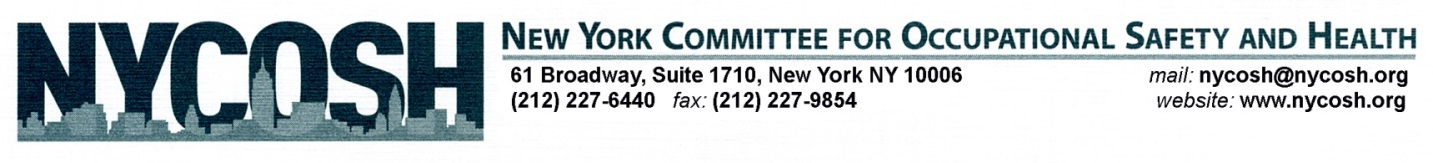 NYCOSH
NEW YORK COMMITTEE FOR OCCUPATIONAL SAFETY AND HEALTH
61 Broadway, Suite 1710, New York NY 10006
(212) 227-6440 fax: (212) 227-9854
mail: nycosh@nycosh.org
website: www.nycosh.org